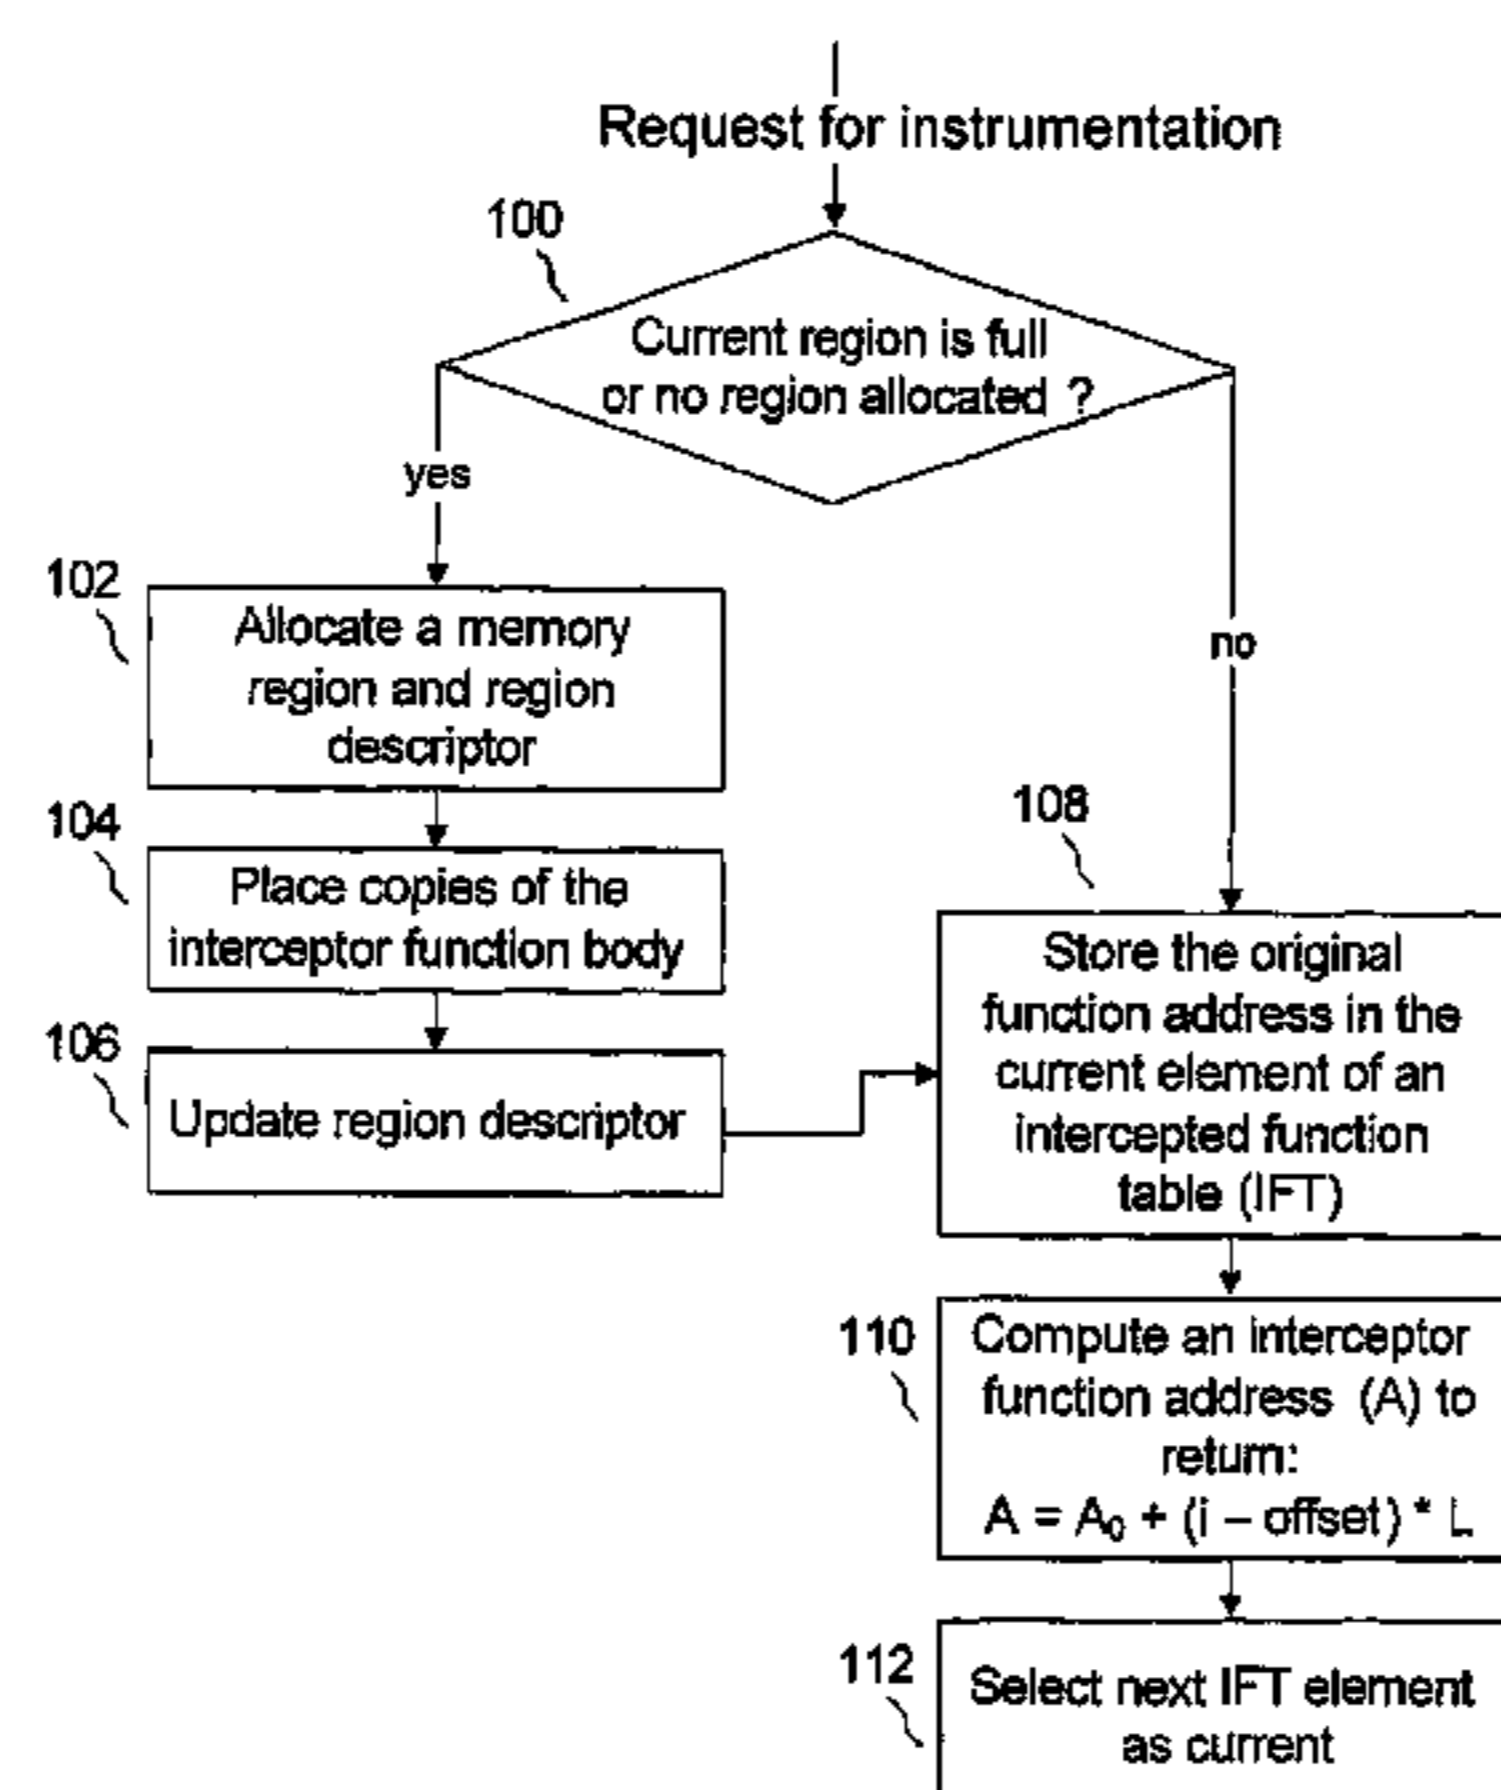 Request for instrumentation
100
Current region is full
or no region allocated ?
yes
no
102
Allocate a memory
region and region
descriptor
104
Place copies of the
interceptor function body
106
Update region descriptor
108
Store the original
function address in the
current element of an
intercepted function
table (IFT)
110
Compute an interceptor
function address (A) to
return:
A = A₀ + (i – offset) * L
112
Select next IFT element
as current